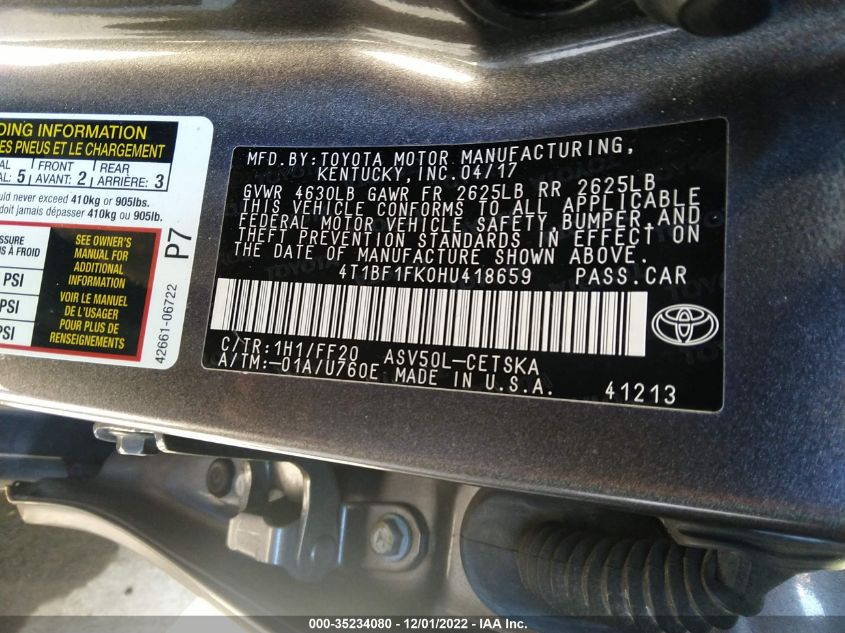 DING INFORMATION
ES PNEUS ET LE CHARGEMENT
AL: 5 FRONT AVANT: 2 REAR ARRIÈRE: 3
uld never exceed 410kg or 905lbs.
doit jamais dépasser 410kg ou 905lb.
SSURE
S À FROID
PSI
PSI
SEE OWNER'S
MANUAL FOR
ADDITIONAL
INFORMATION
VOIR LE MANUEL
DE L'USAGER
POUR PLUS DE
RENSEIGNEMENTS
P7
42661-06722
MFD.BY:TOYOTA MOTOR MANUFACTURING,
KENTUCKY,INC.04/17
GVWR 4630LB GAWR FR 2625LB RR 2625LB
THIS VEHICLE CONFORMS TO ALL APPLICABLE
FEDERAL MOTOR VEHICLE SAFETY,BUMPER,AND
THEFT PREVENTION STANDARDS IN EFFECT ON
THE DATE OF MANUFACTURE SHOWN ABOVE.
4T1BF1FK0HU418659 PASS.CAR
C/TR:1H1/FF20 ASV50L-CETSKA
A/TM:-01A/U760E MADE IN U.S.A. 41213
000-35234080 - 12/01/2022 - IAA Inc.